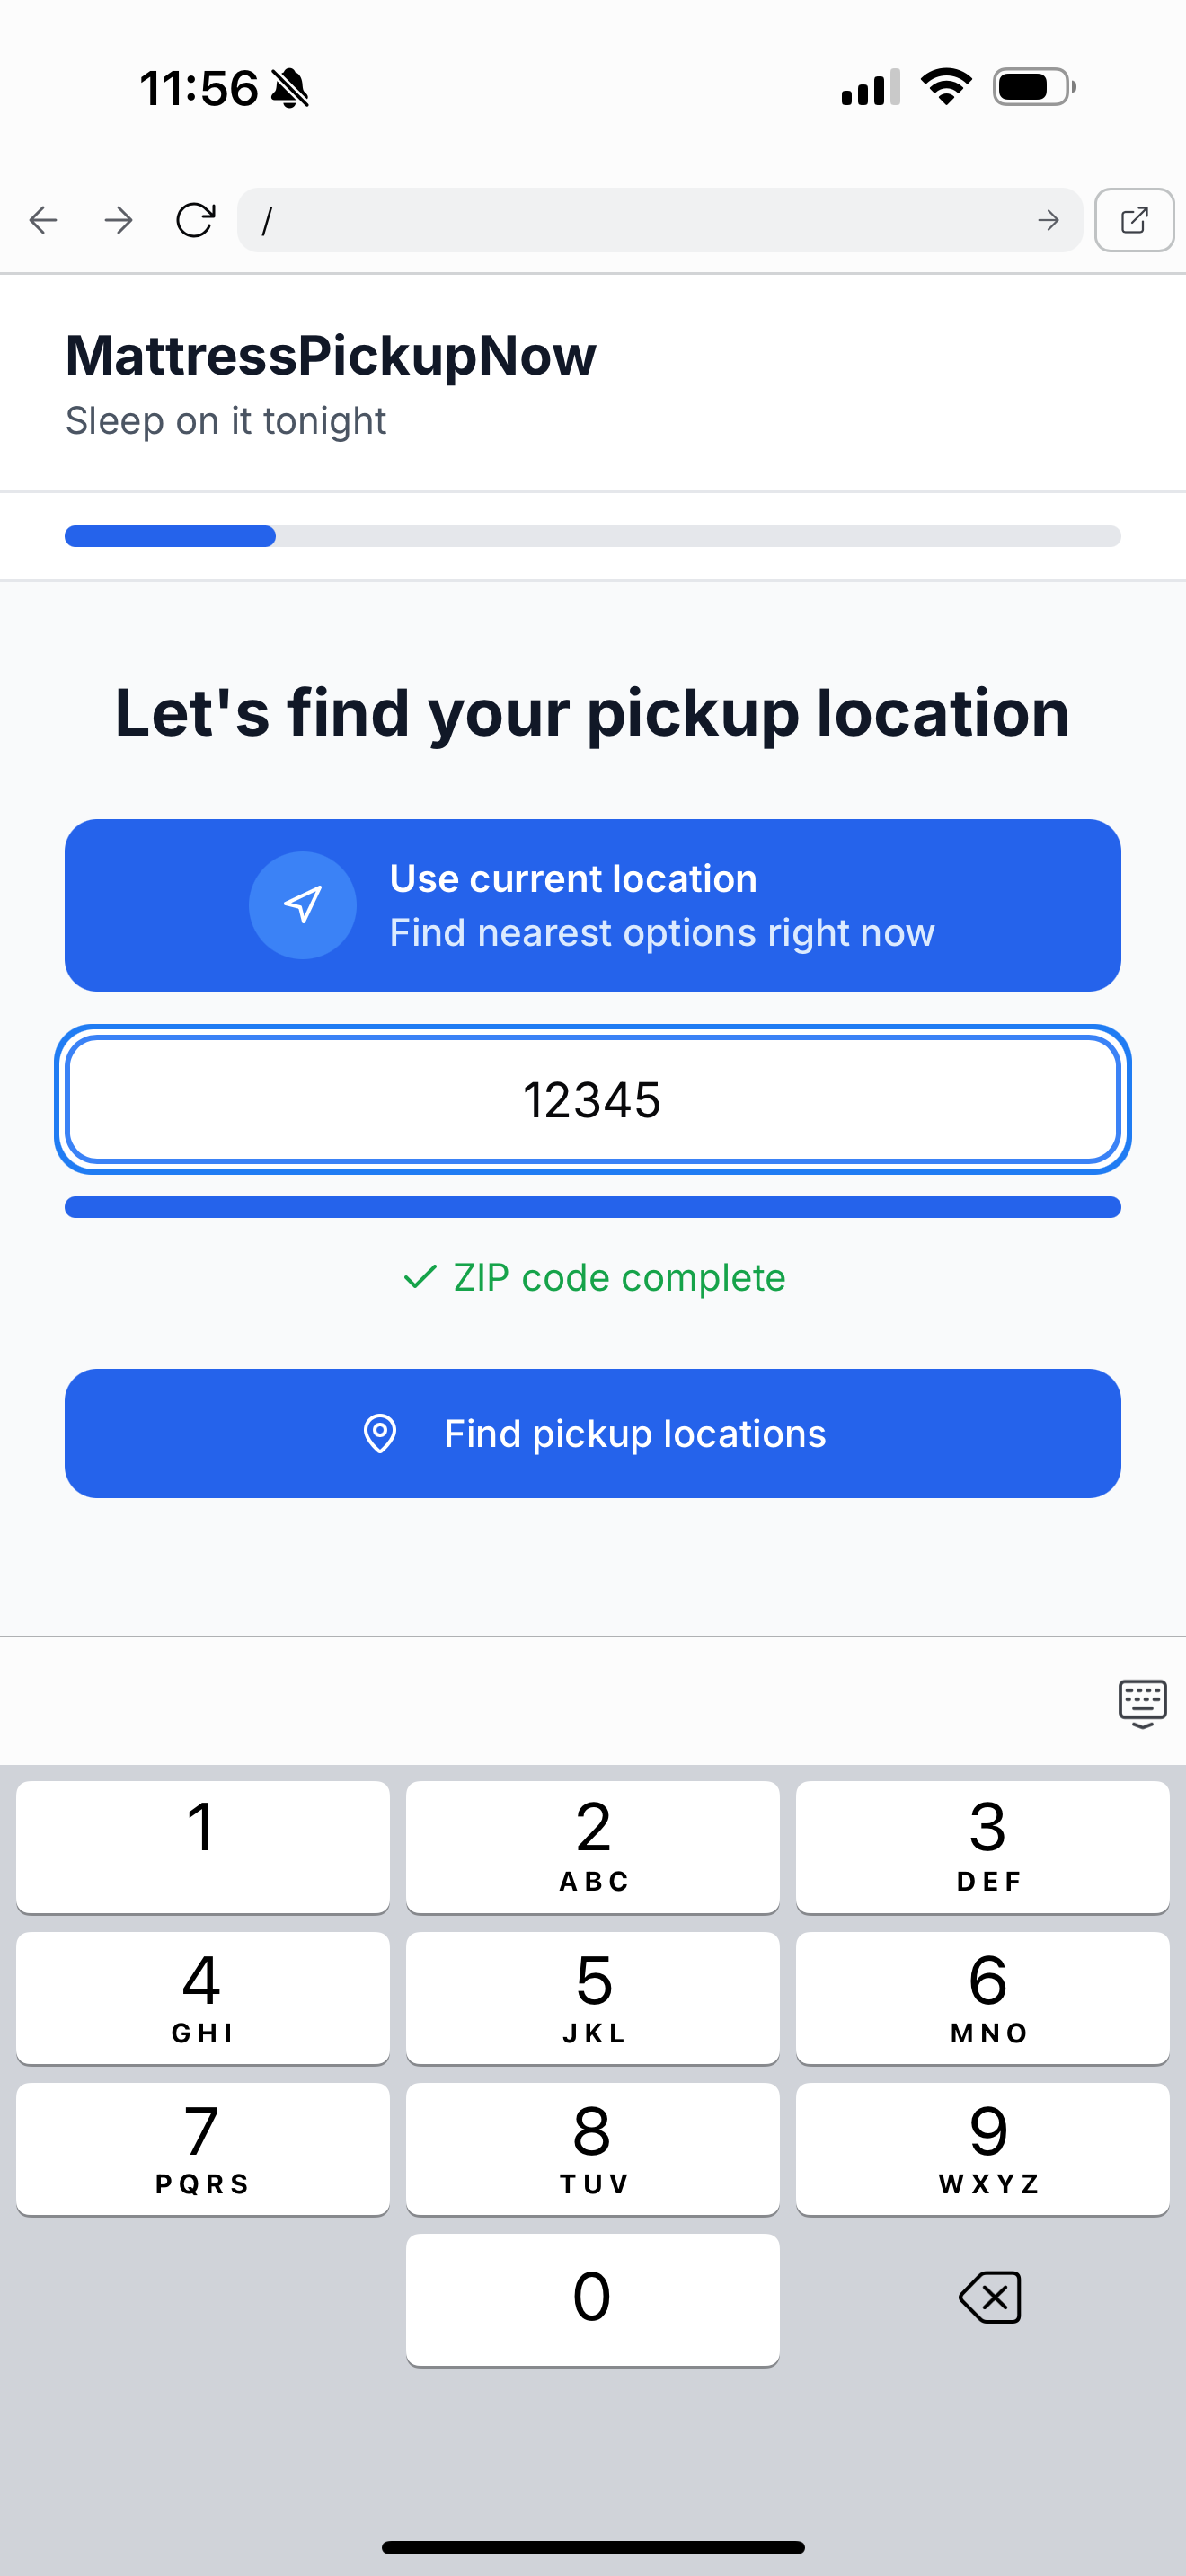 11:56
/
MattressPickupNow
Sleep on it tonight
Let's find your pickup location
Use current location
Find nearest options right now
12345
ZIP code complete
Find pickup locations
1
2
ABC
3
DEF
4
GHI
5
JKL
6
MNO
7
PQRS
8
TUV
9
WXYZ
0